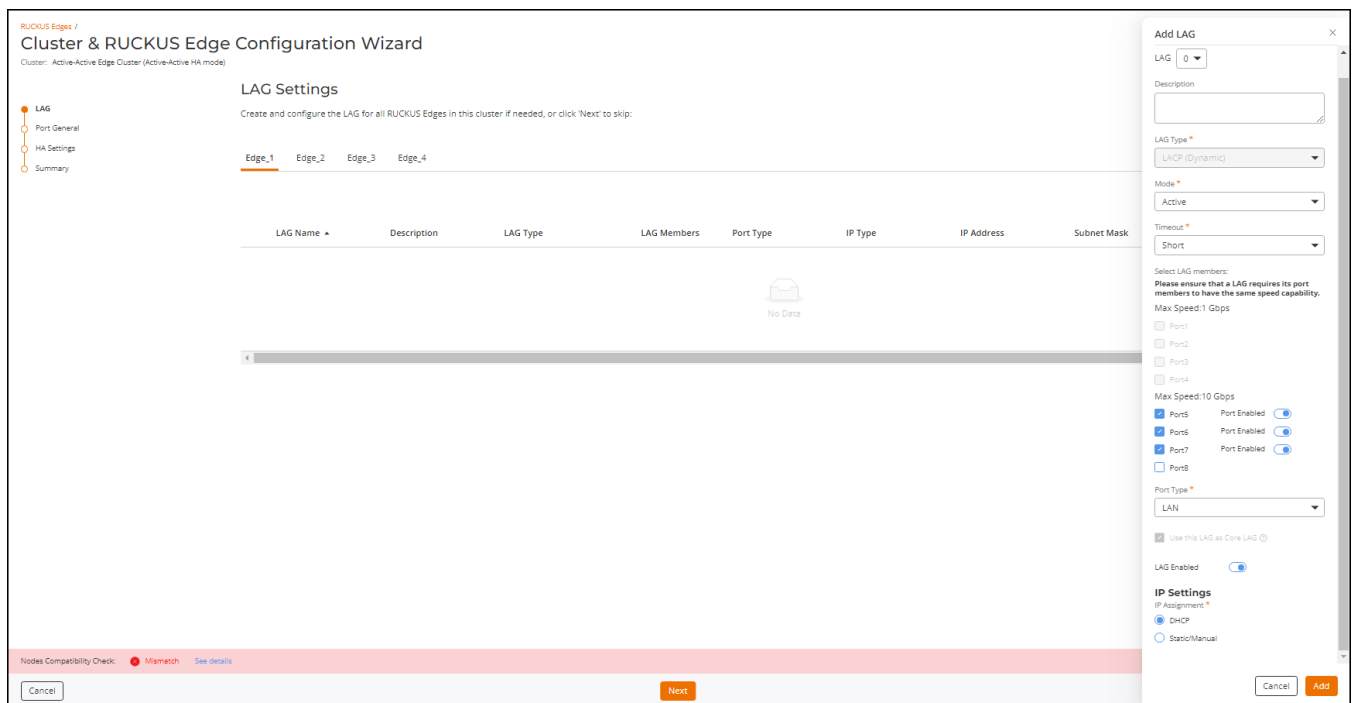 RUCKUS Edges /
Cluster & RUCKUS Edge Configuration Wizard
Cluster: Active-Active Edge Cluster (Active-Active HA mode)
LAG
Port General
HA Settings
Summary
LAG Settings
Create and configure the LAG for all RUCKUS Edges in this cluster if needed, or click 'Next' to skip:
Edge_1 Edge_2 Edge_3 Edge_4
LAG Name Description LAG Type LAG Members Port Type IP Type IP Address Subnet Mask
No Data
Nodes Compatibility Check: Mismatch See details
Cancel Next
Add LAG
LAG 0
Description
LAG Type *
LACP (Dynamic)
Mode *
Active
Timeout *
Short
Select LAG members:
Please ensure that a LAG requires its port
members to have the same speed capability.
Max Speed:1 Gbps
Port1
Port2
Port3
Port4
Max Speed:10 Gbps
Port5 Port Enabled
Port6 Port Enabled
Port7 Port Enabled
Port8
Port Type *
LAN
Use this LAG as Core LAG
LAG Enabled
IP Settings
IP Assignment *
DHCP
Static/Manual
Cancel Add